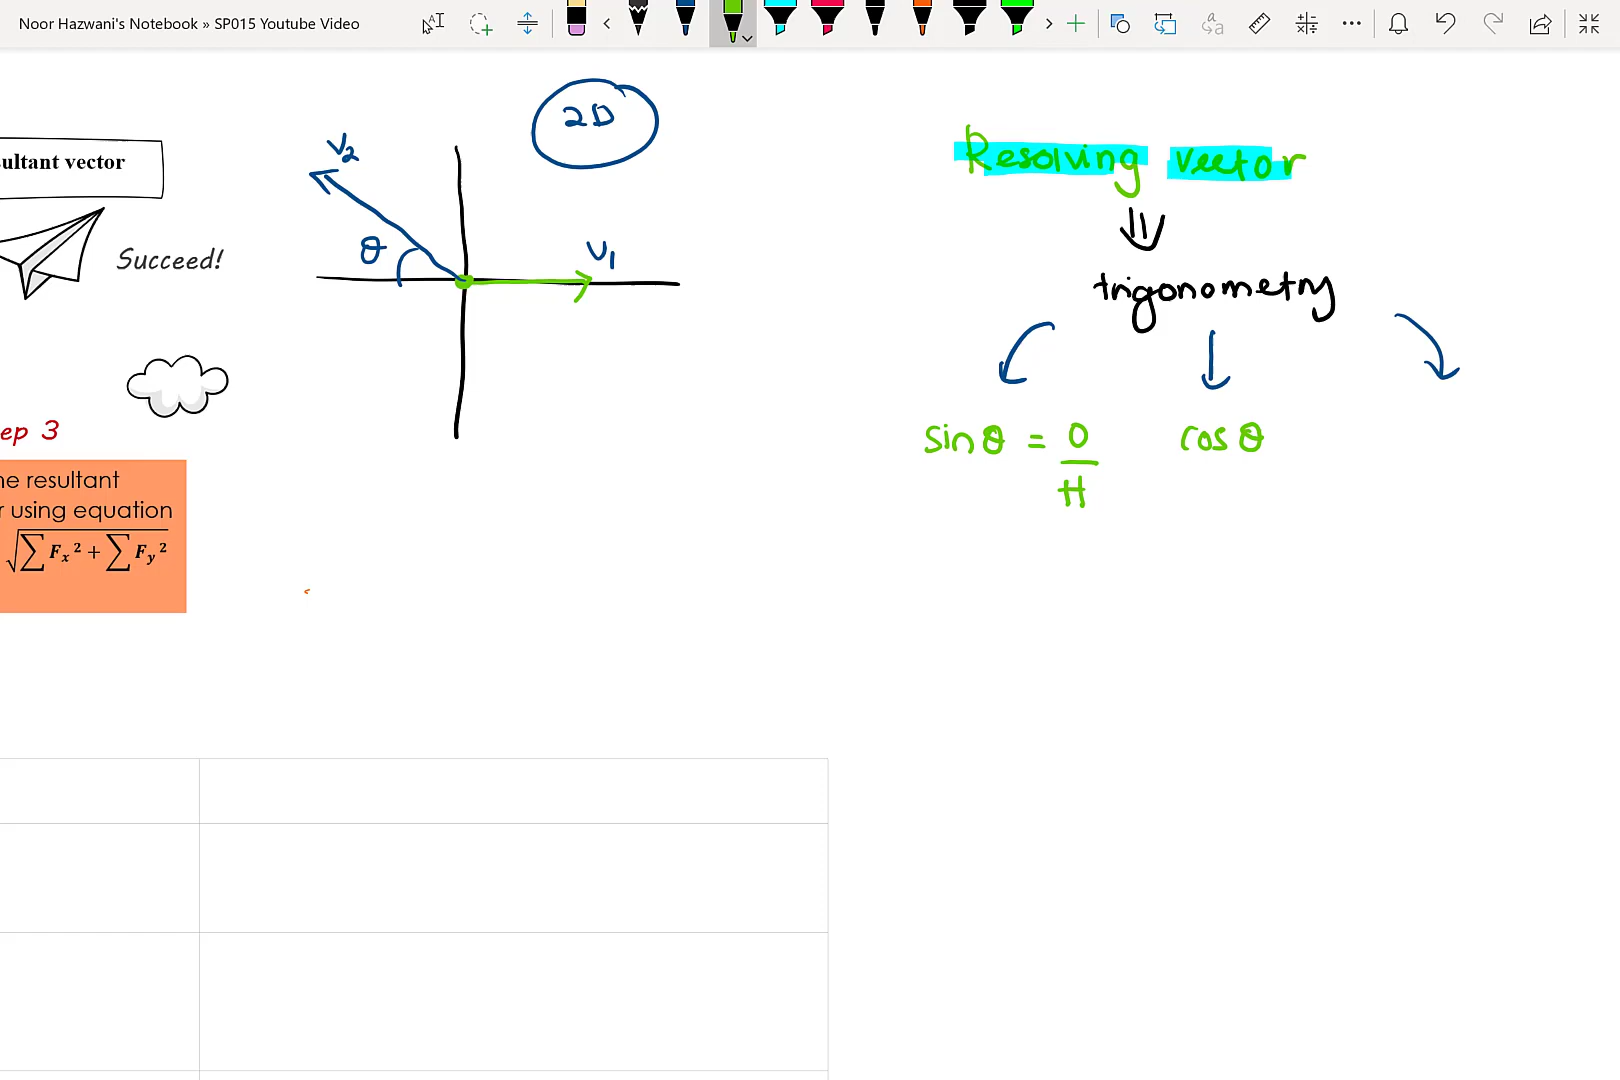 Noor Hazwani's Notebook » SP015 Youtube Video
2D
Resolving vector
ultant vector
V2
Succeed!
θ
V1
trigonometry
ep 3
sin θ = O/H
cos θ
ne resultant
r using equation
√∑Fx² + ∑Fy²